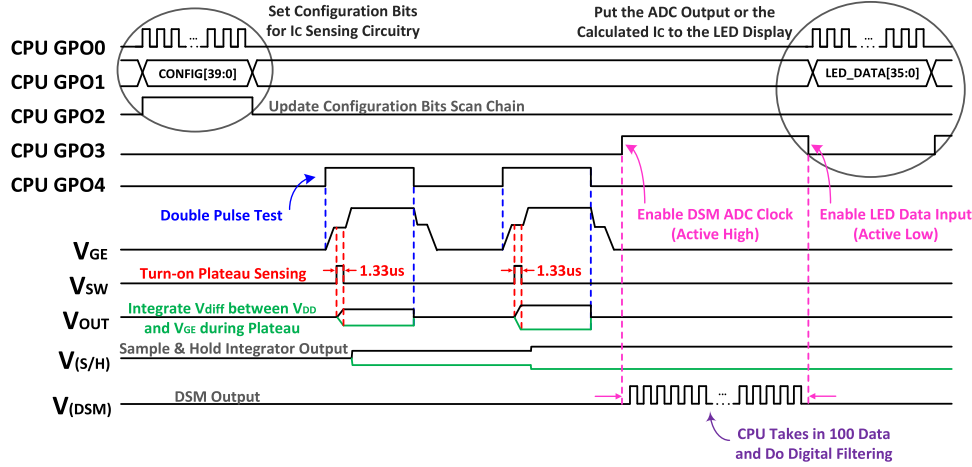 Set Configuration Bits
for IC Sensing Circuitry
Put the ADC Output or the
Calculated IC to the LED Display
CPU GPO0
...
...
CPU GPO1
CONFIG[39:0]
LED_DATA[35:0]
CPU GPO2
Update Configuration Bits Scan Chain
CPU GPO3
CPU GPO4
Double Pulse Test
Enable DSM ADC Clock
(Active High)
Enable LED Data Input
(Active Low)
VGE
Turn-on Plateau Sensing
1.33us
1.33us
VSW
Integrate Vdiff between VDD
and VGE during Plateau
VOUT
Sample & Hold Integrator Output
V(S/H)
DSM Output
V(DSM)
...
CPU Takes in 100 Data
and Do Digital Filtering